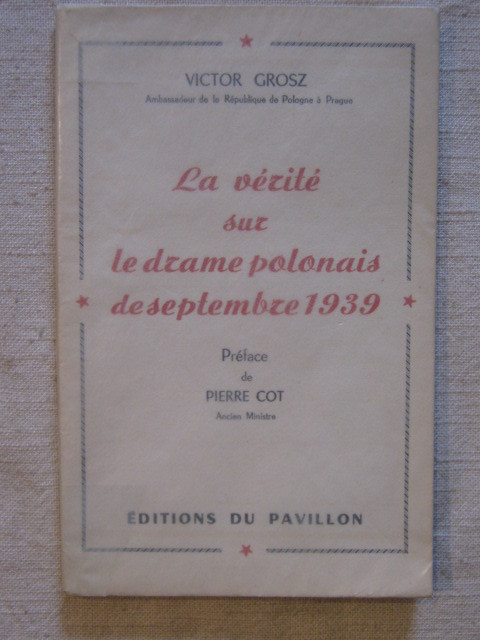 VICTOR GROSZ
Ambassadeur de la République de Pologne à Prague
La vérité
sur
le drame polonais
de septembre 1939
Préface
de
PIERRE COT
Ancien Ministre
ÉDITIONS DU PAVILLON